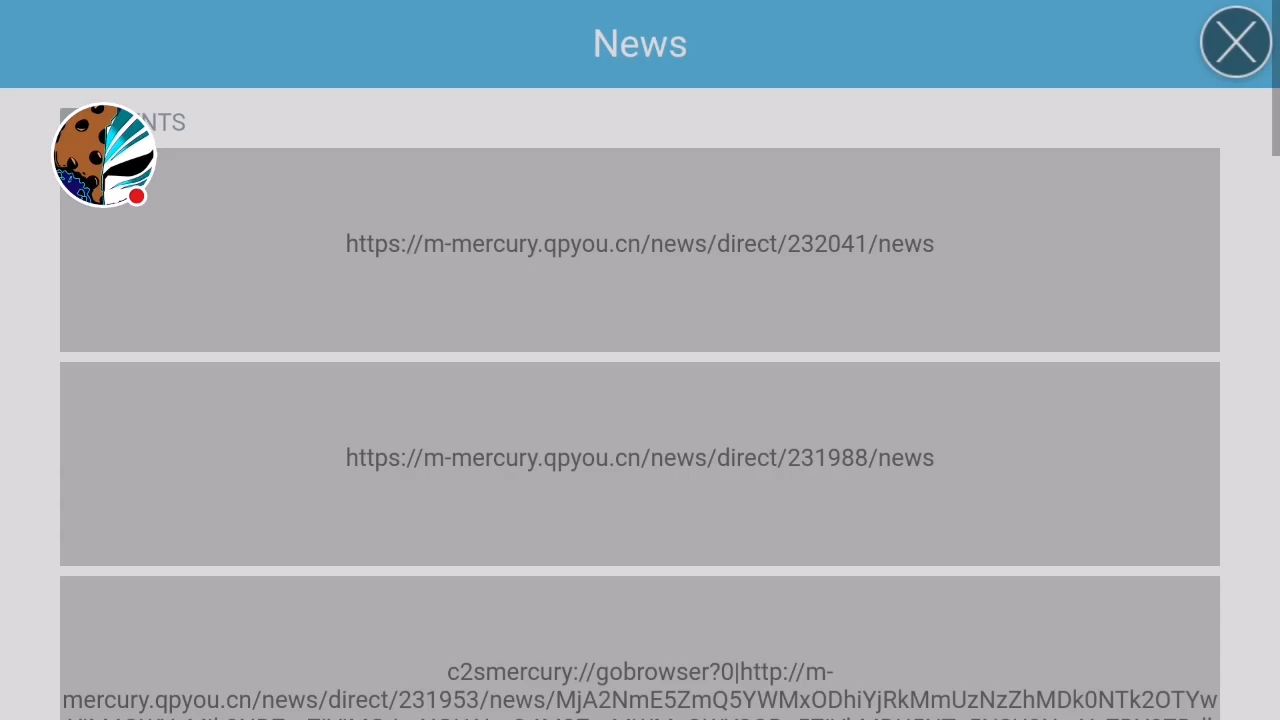 News
https://m-mercury.qpyou.cn/news/direct/232041/news
https://m-mercury.qpyou.cn/news/direct/231988/news
c2smercury://gobrowser?0|http://m-
mercury.qpyou.cn/news/direct/231953/news/MjA2NmE5ZmQ5YWMxODhiYjRkMmUzNzZhMDk0NTk2OTYw